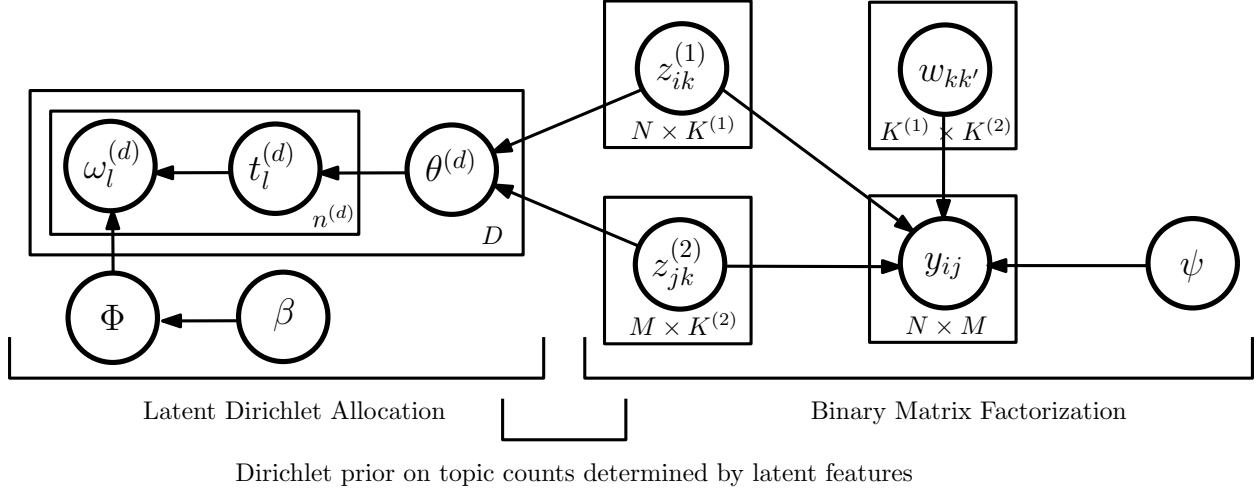 z_{ik}^{(1)}
w_{kk'}
N × K^{(1)}
K^{(1)} × K^{(2)}
ω_l^{(d)}
t_l^{(d)}
θ^{(d)}
n^{(d)}
D
z_{jk}^{(2)}
y_{ij}
ψ
Φ
β
M × K^{(2)}
N × M
Latent Dirichlet Allocation
Binary Matrix Factorization
Dirichlet prior on topic counts determined by latent features